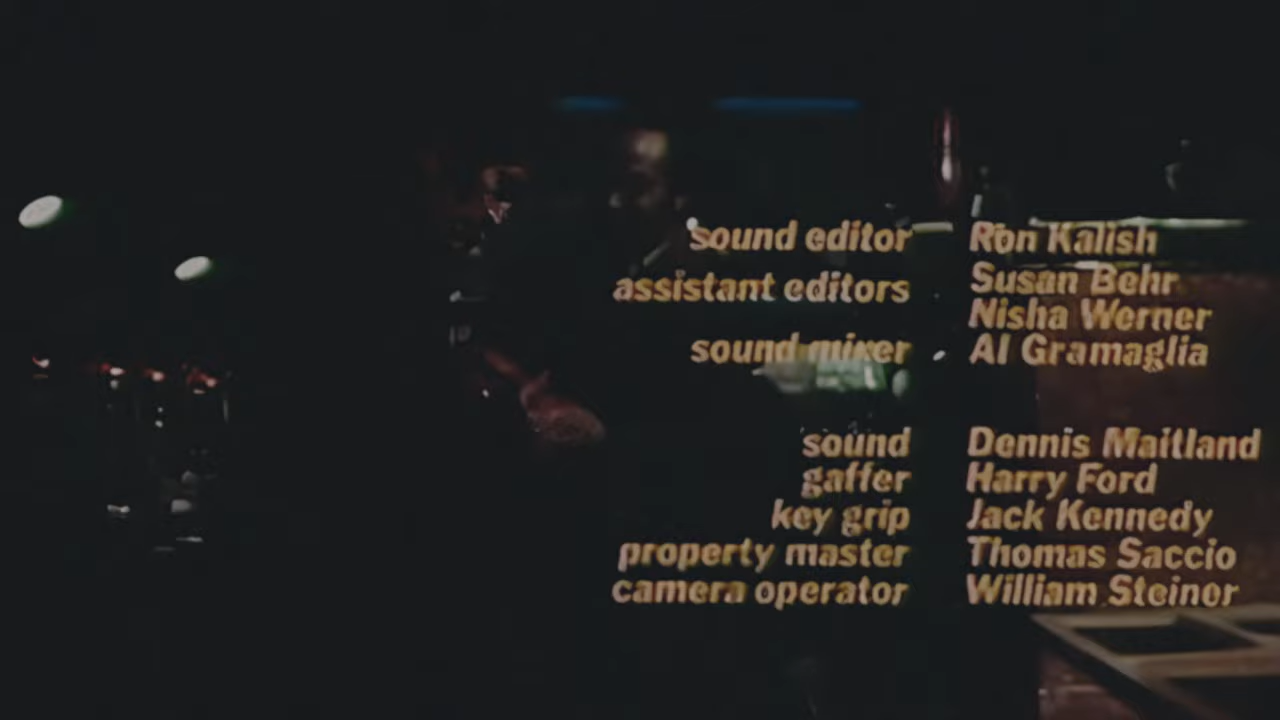 sound editor Ron Kalish
assistant editors Susan Behr
Nisha Werner
sound mixer Al Gramaglia
sound Dennis Maitland
gaffer Harry Ford
key grip Jack Kennedy
property master Thomas Saccio
camera operator William Steiner